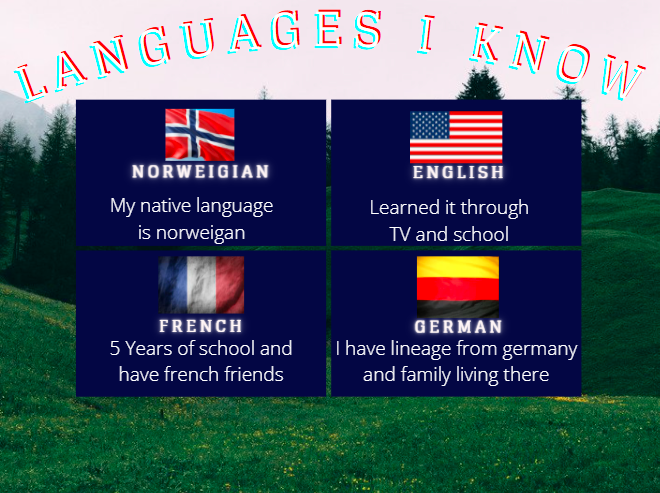 LANGUAGES I KNOW
NORWEIGIAN
My native language
is norweigan
ENGLISH
Learned it through
TV and school
FRENCH
5 Years of school and
have french friends
GERMAN
I have lineage from germany
and family living there